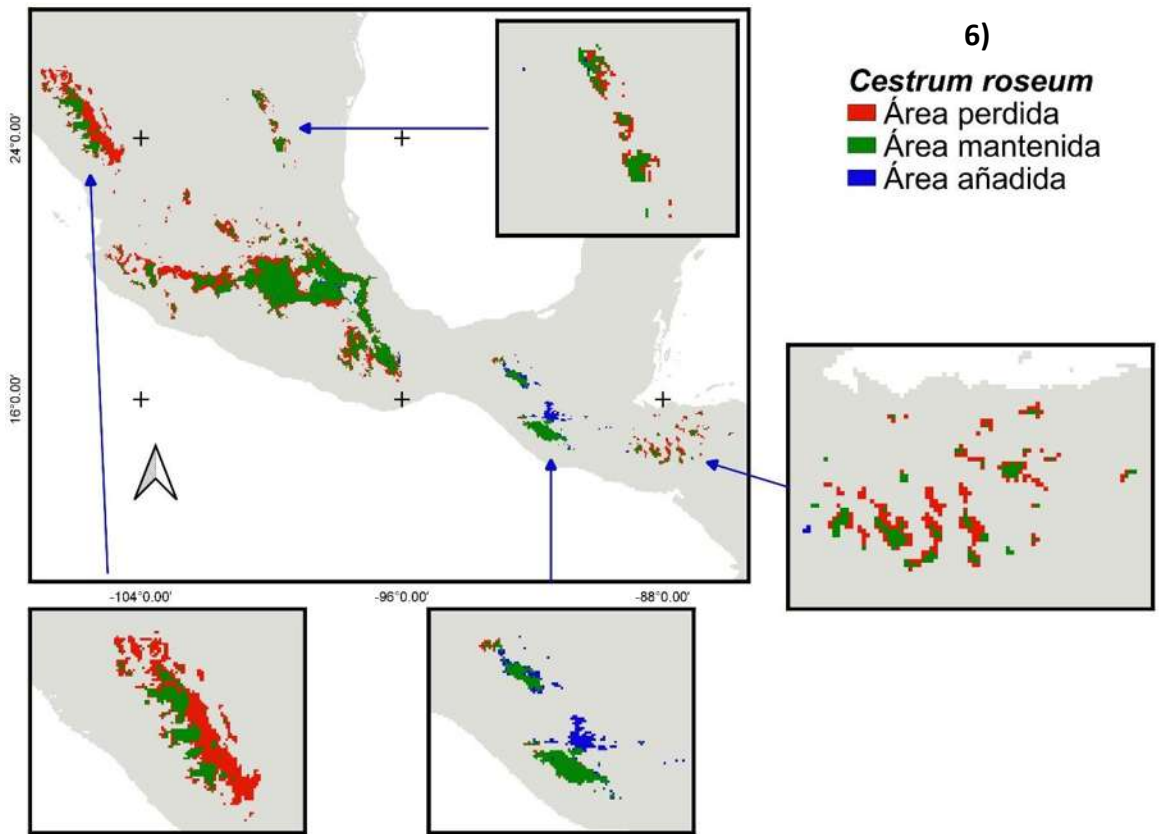 6)
Cestrum roseum
Área perdida
Área mantenida
Área añadida
24°0.00'
16°0.00'
-104°0.00'
-96°0.00'
-88°0.00'